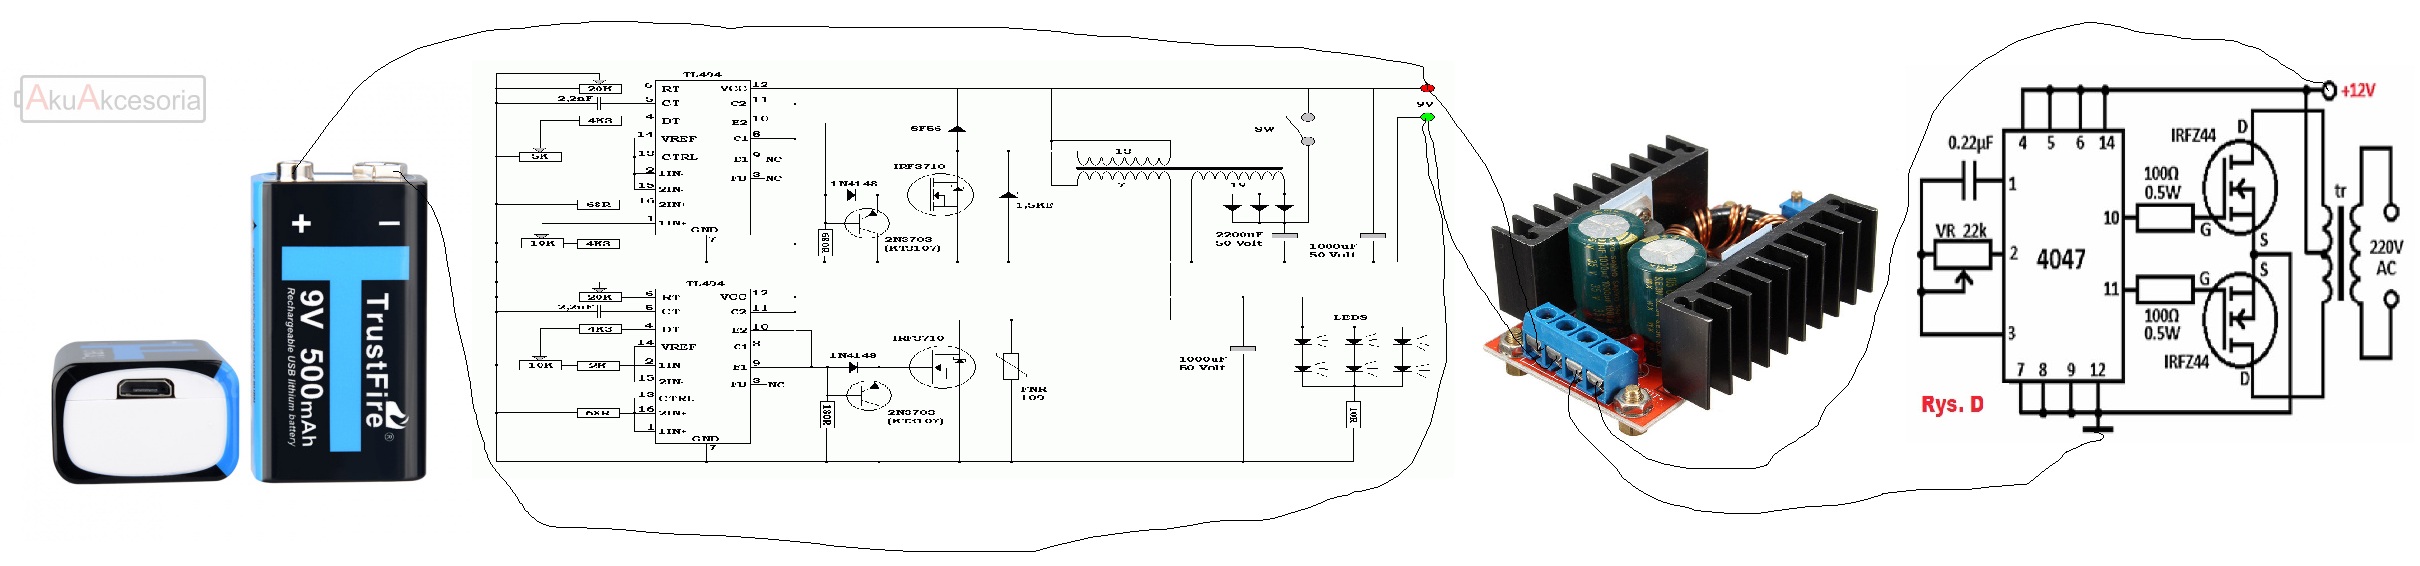 AkuAkcesoria
+ −
TrustFire®
9V 500mAh
Rechargeable USB lithium battery
TL494
20K
2,2nF
4K3
5K
68R
10K
4K3
6 RT
5 CT
4 DT
14 VREF
13 CTRL
2 1IN-
15 2IN-
16 2IN+
1 1IN+
GND
7
VCC 12
C2 11
E2 10
C1 8
E1 9 NC
FU 3 NC
1N4148
680R
2N3703
(KT3107)
SF56
IRF3710
1,5KE
18
7
SW
9V
2200uF
50 Volt
1000uF
50 Volt
TL494
20K
2,2nF
4K3
10K
2K
68R
6 RT
5 CT
4 DT
14 VREF
2 1IN
15 2IN-
13 CTRL
16 2IN+
1 1IN+
GND
7
VCC 12
C2 11
E2 10
C1 8
E1 9
FU 3 NC
1N4148
180R
2N3703
(KT3107)
IRF3710
FNR
1000uF
50 Volt
LEDS
10R
+12V
4 5 6 14
0.22µF
1
VR 22k
2
3
4047
10
11
7 8 9 12
100Ω
0.5W
100Ω
0.5W
IRFZ44
D
G
S
S
G
D
IRFZ44
tr
220V
AC
Rys. D